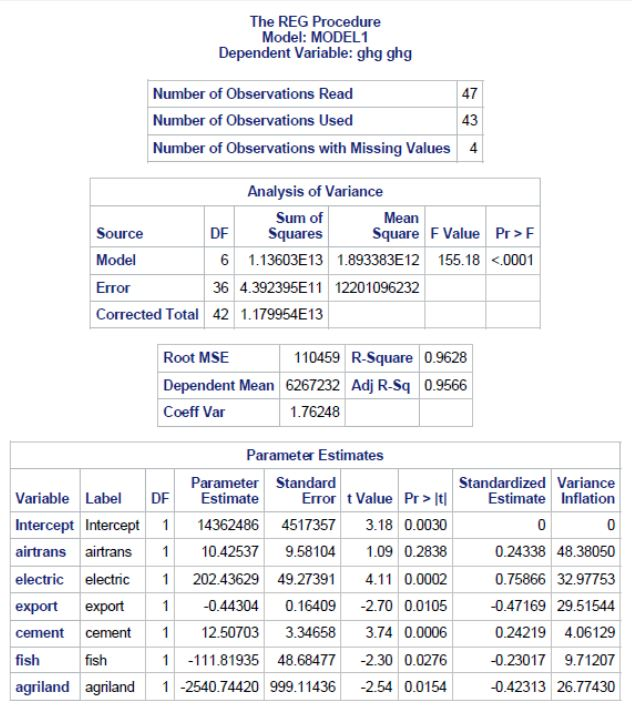 The REG Procedure
Model: MODEL1
Dependent Variable: ghg ghg
Number of Observations Read 47
Number of Observations Used 43
Number of Observations with Missing Values 4
Analysis of Variance
Source DF Sum of Squares Mean Square F Value Pr > F
Model 6 1.13603E13 1.893383E12 155.18 <.0001
Error 36 4.392395E11 12201096232
Corrected Total 42 1.179954E13
Root MSE 110459 R-Square 0.9628
Dependent Mean 6267232 Adj R-Sq 0.9566
Coeff Var 1.76248
Parameter Estimates
Variable Label DF Parameter Estimate Standard Error t Value Pr > |t| Standardized Estimate Variance Inflation
Intercept Intercept 1 14362486 4517357 3.18 0.0030 0 0
airtrans airtrans 1 10.42537 9.58104 1.09 0.2838 0.24338 48.38050
electric electric 1 202.43629 49.27391 4.11 0.0002 0.75866 32.97753
export export 1 -0.44304 0.16409 -2.70 0.0105 -0.47169 29.51544
cement cement 1 12.50703 3.34658 3.74 0.0006 0.24219 4.06129
fish fish 1 -111.81935 48.68477 -2.30 0.0276 -0.23017 9.71207
agriland agriland 1 -2540.74420 999.11436 -2.54 0.0154 -0.42313 26.77430